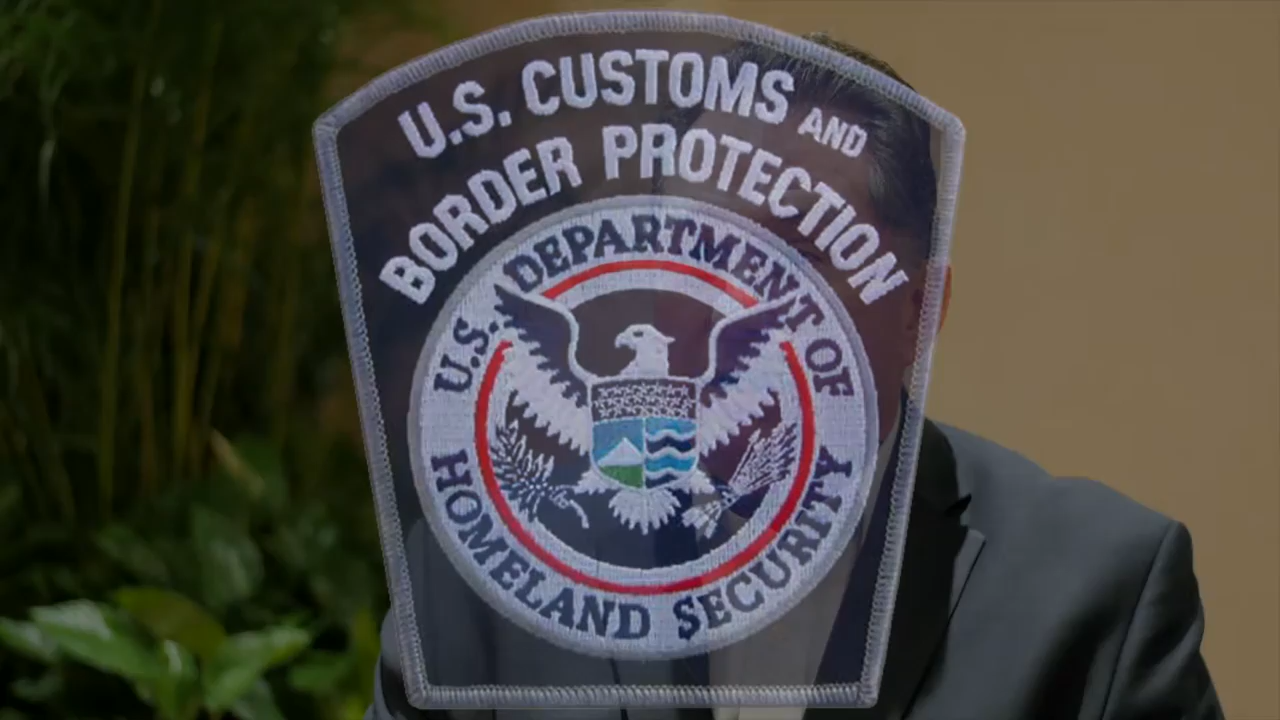 U.S. CUSTOMS AND
BORDER PROTECTION
U.S. DEPARTMENT OF
HOMELAND SECURITY